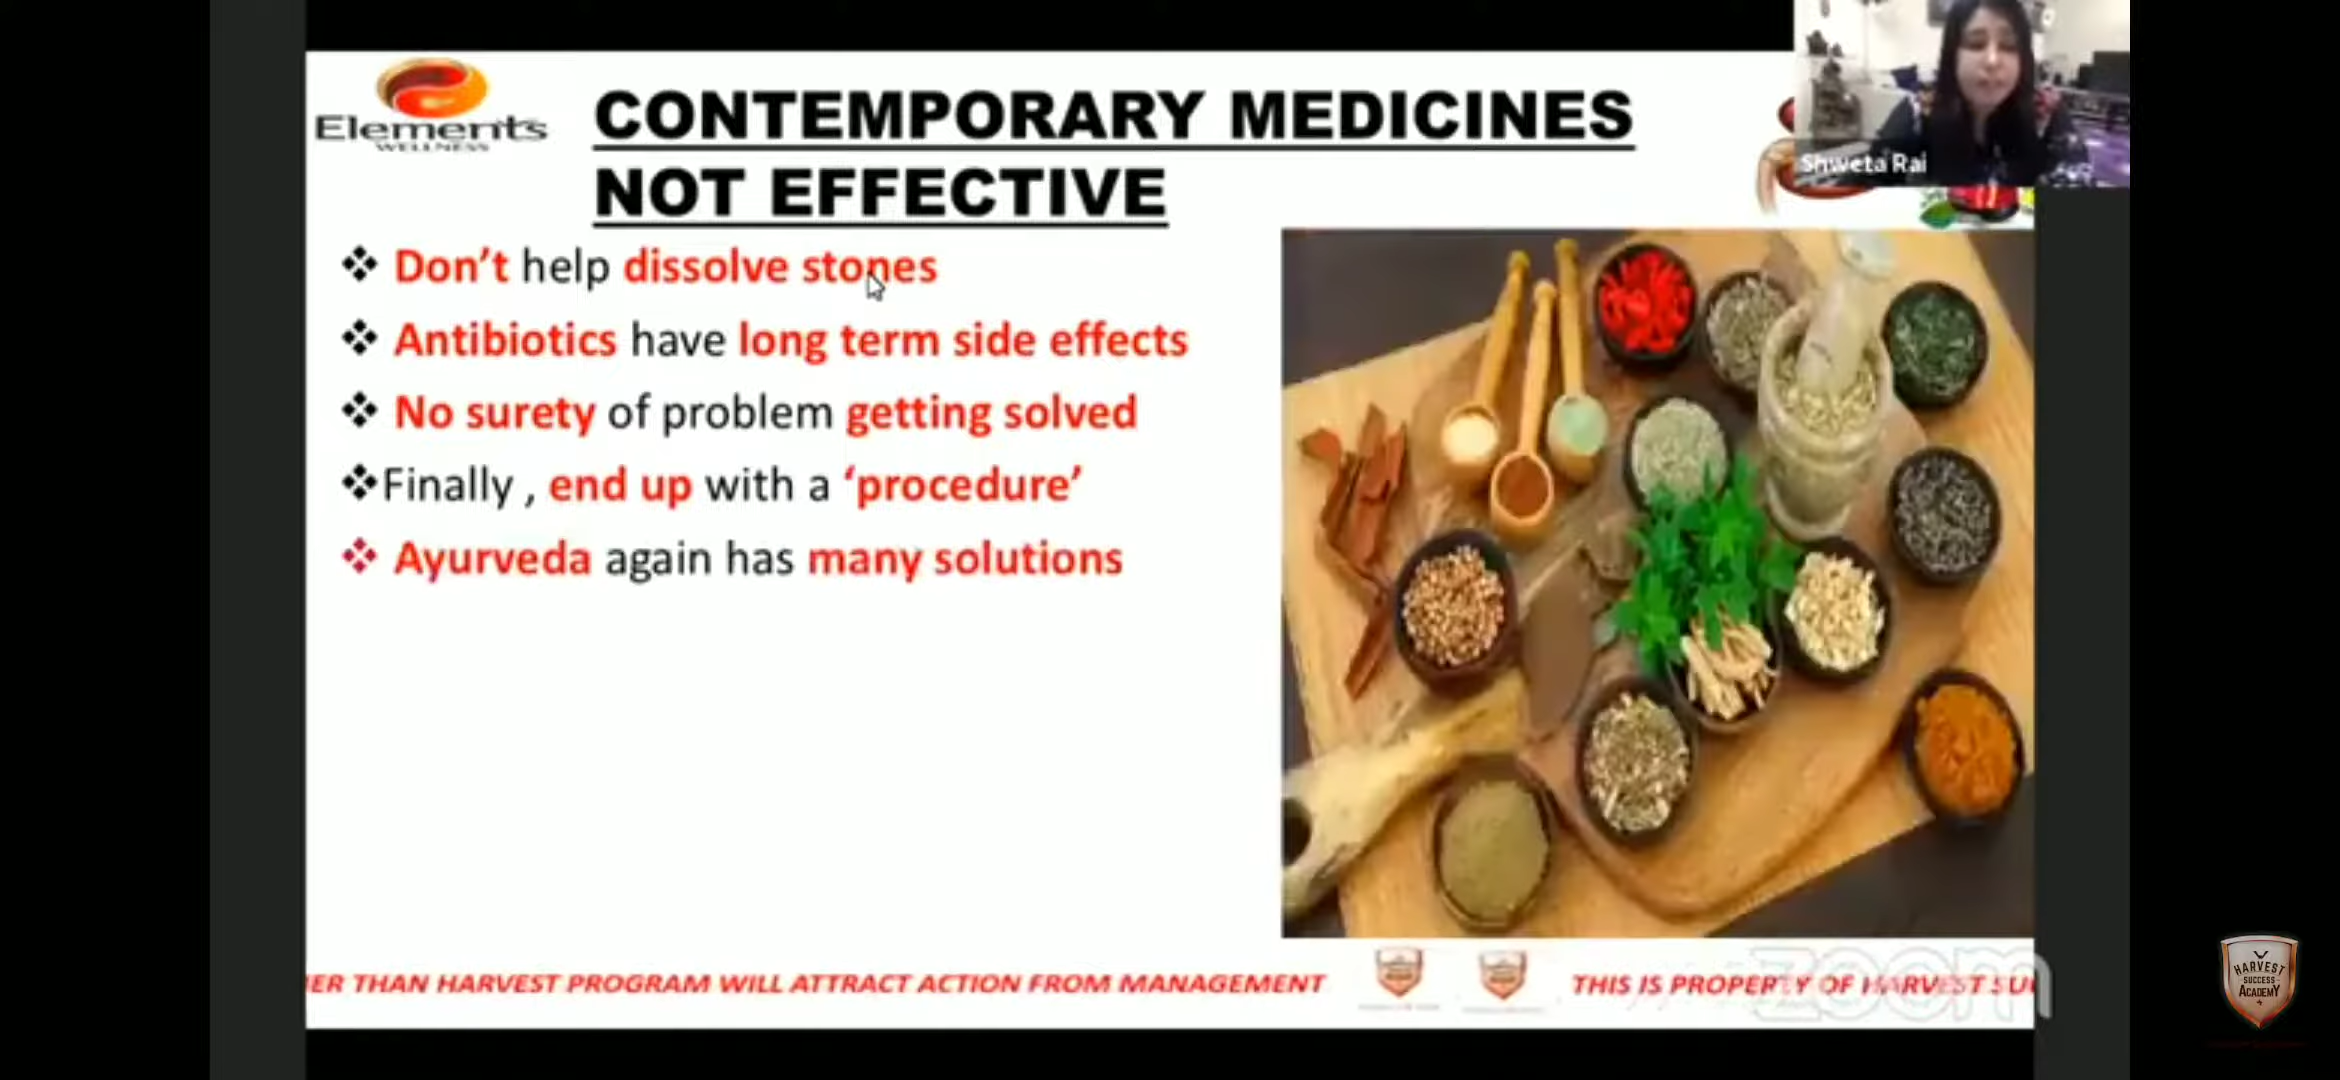 Elements
WELLNESS
CONTEMPORARY MEDICINES
NOT EFFECTIVE
Shweta Rai
❖ Don’t help dissolve stones
❖ Antibiotics have long term side effects
❖ No surety of problem getting solved
❖Finally , end up with a ‘procedure’
❖ Ayurveda again has many solutions
ER THAN HARVEST PROGRAM WILL ATTRACT ACTION FROM MANAGEMENT
THIS IS PROPERTY OF HARVEST SU
zoom
HARVEST
SUCCESS
ACADEMY